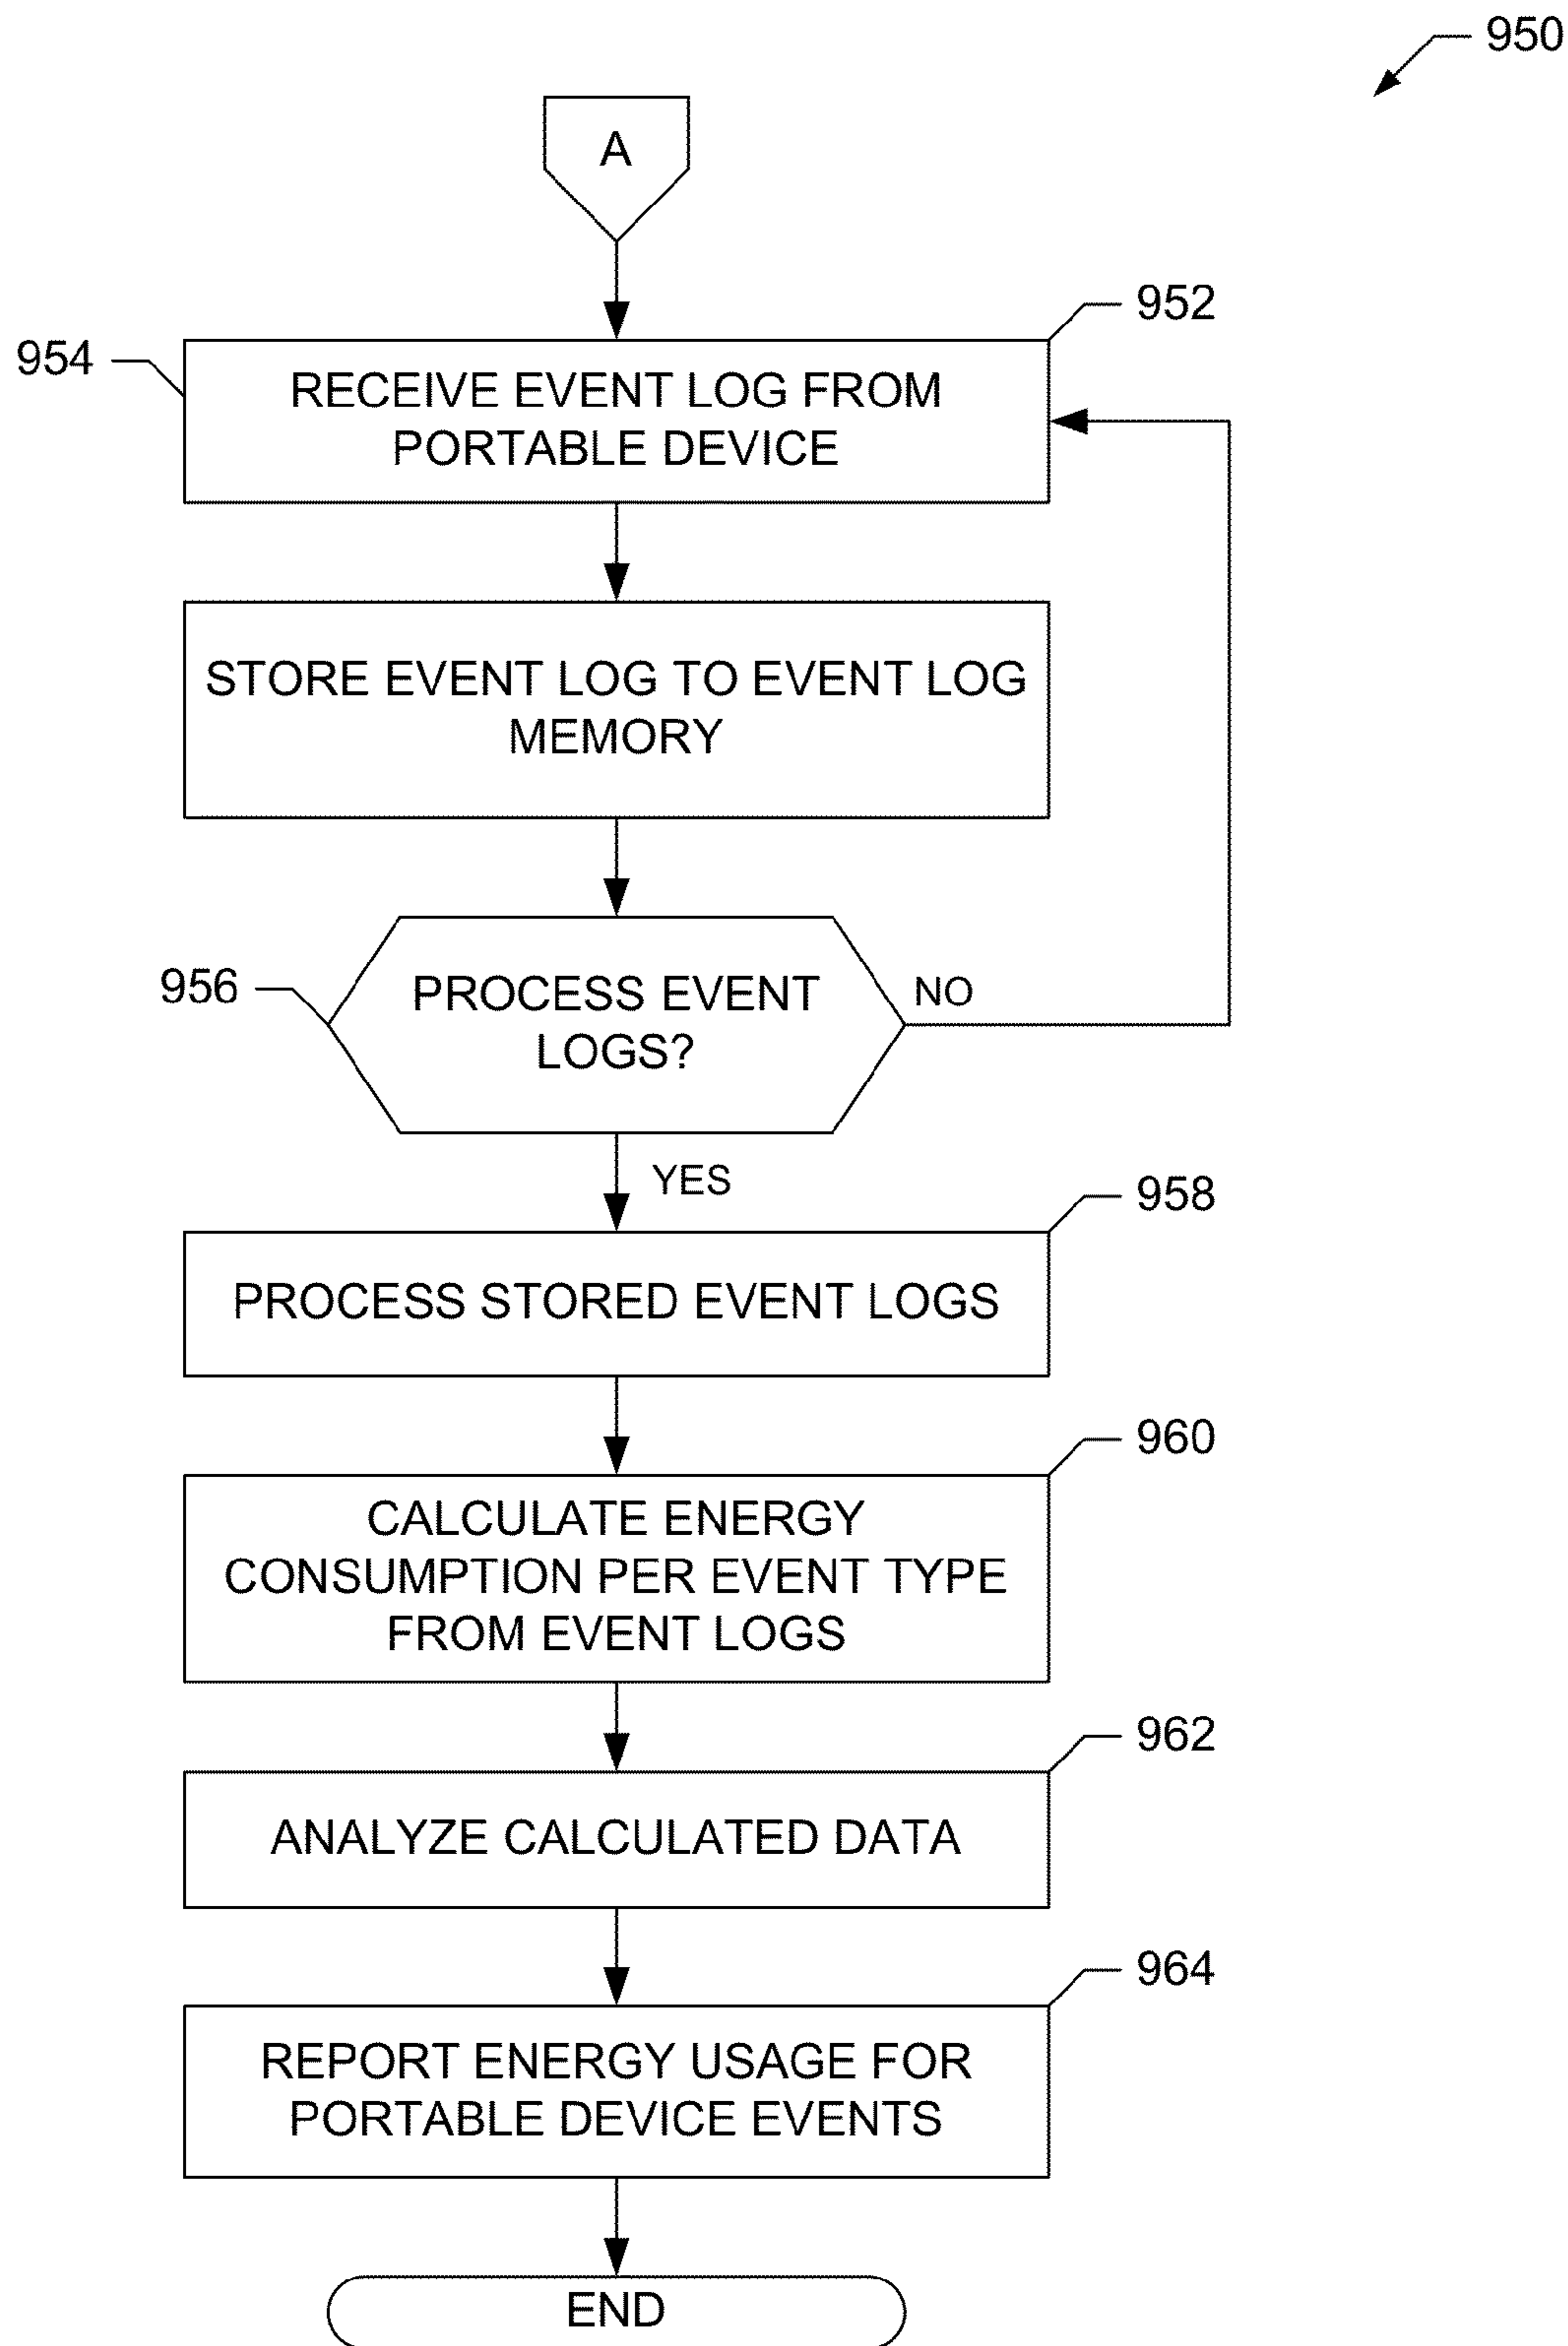 950
A
952
954
RECEIVE EVENT LOG FROM
PORTABLE DEVICE
STORE EVENT LOG TO EVENT LOG
MEMORY
956
PROCESS EVENT
LOGS?
NO
YES
958
PROCESS STORED EVENT LOGS
960
CALCULATE ENERGY
CONSUMPTION PER EVENT TYPE
FROM EVENT LOGS
962
ANALYZE CALCULATED DATA
964
REPORT ENERGY USAGE FOR
PORTABLE DEVICE EVENTS
END